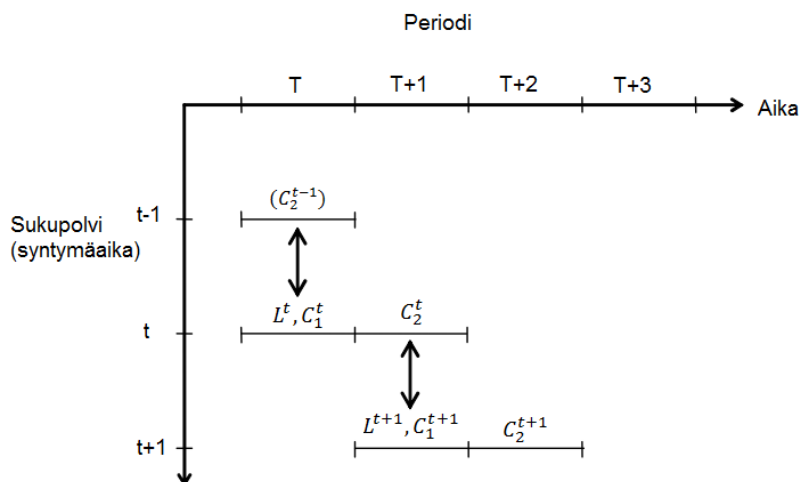 Periodi
T T+1 T+2 T+3
Aika
(C_2^{t-1})
t-1
Sukupolvi
(syntymäaika)
L^t, C_1^t C_2^t
t
L^{t+1}, C_1^{t+1} C_2^{t+1}
t+1